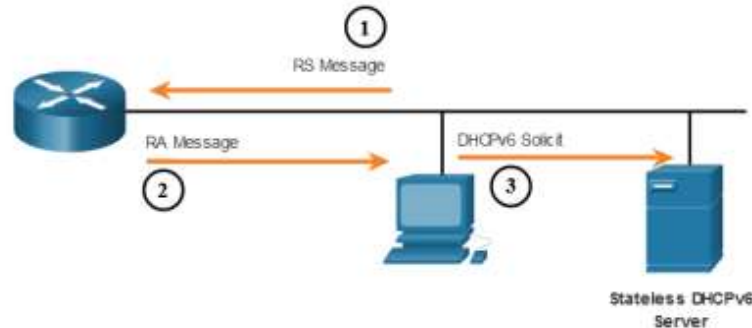 1
RS Message
RA Message
DHCPv6 Solicit
2
3
Stateless DHCPv6
Server